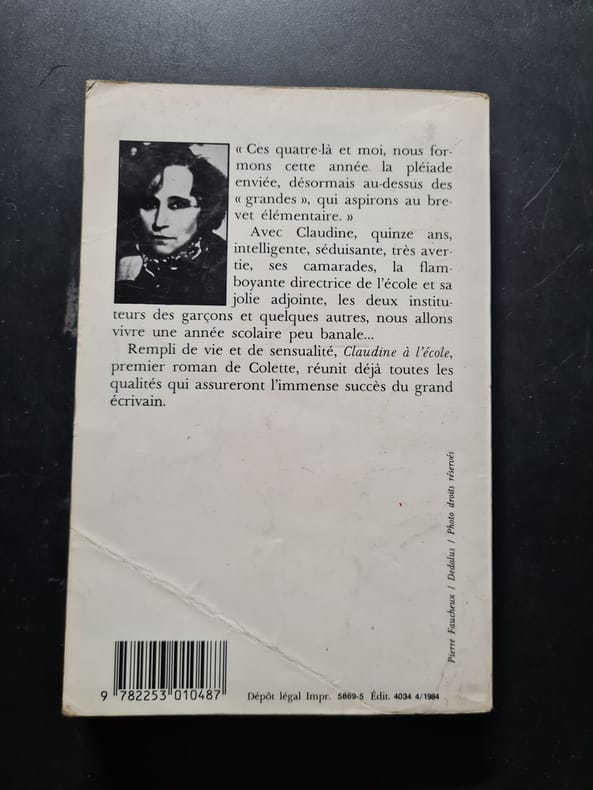 « Ces quatre-là et moi, nous for-
mons cette année la pléiade
enviée, désormais au-dessus des
« grandes », qui aspirons au bre-
vet élémentaire. »
Avec Claudine, quinze ans,
intelligente, séduisante, très aver-
tie, ses camarades, la flam-
boyante directrice de l'école et sa
jolie adjointe, les deux institu-
teurs des garçons et quelques autres, nous allons
vivre une année scolaire peu banale...
Rempli de vie et de sensualité, Claudine à l'école,
premier roman de Colette, réunit déjà toutes les
qualités qui assureront l'immense succès du grand
écrivain.
Pierre Faucheux / Dedalus / Photo droits réservés
9 782253 010487
Dépôt légal Impr. 5669-5 Édit. 4034 4/1984